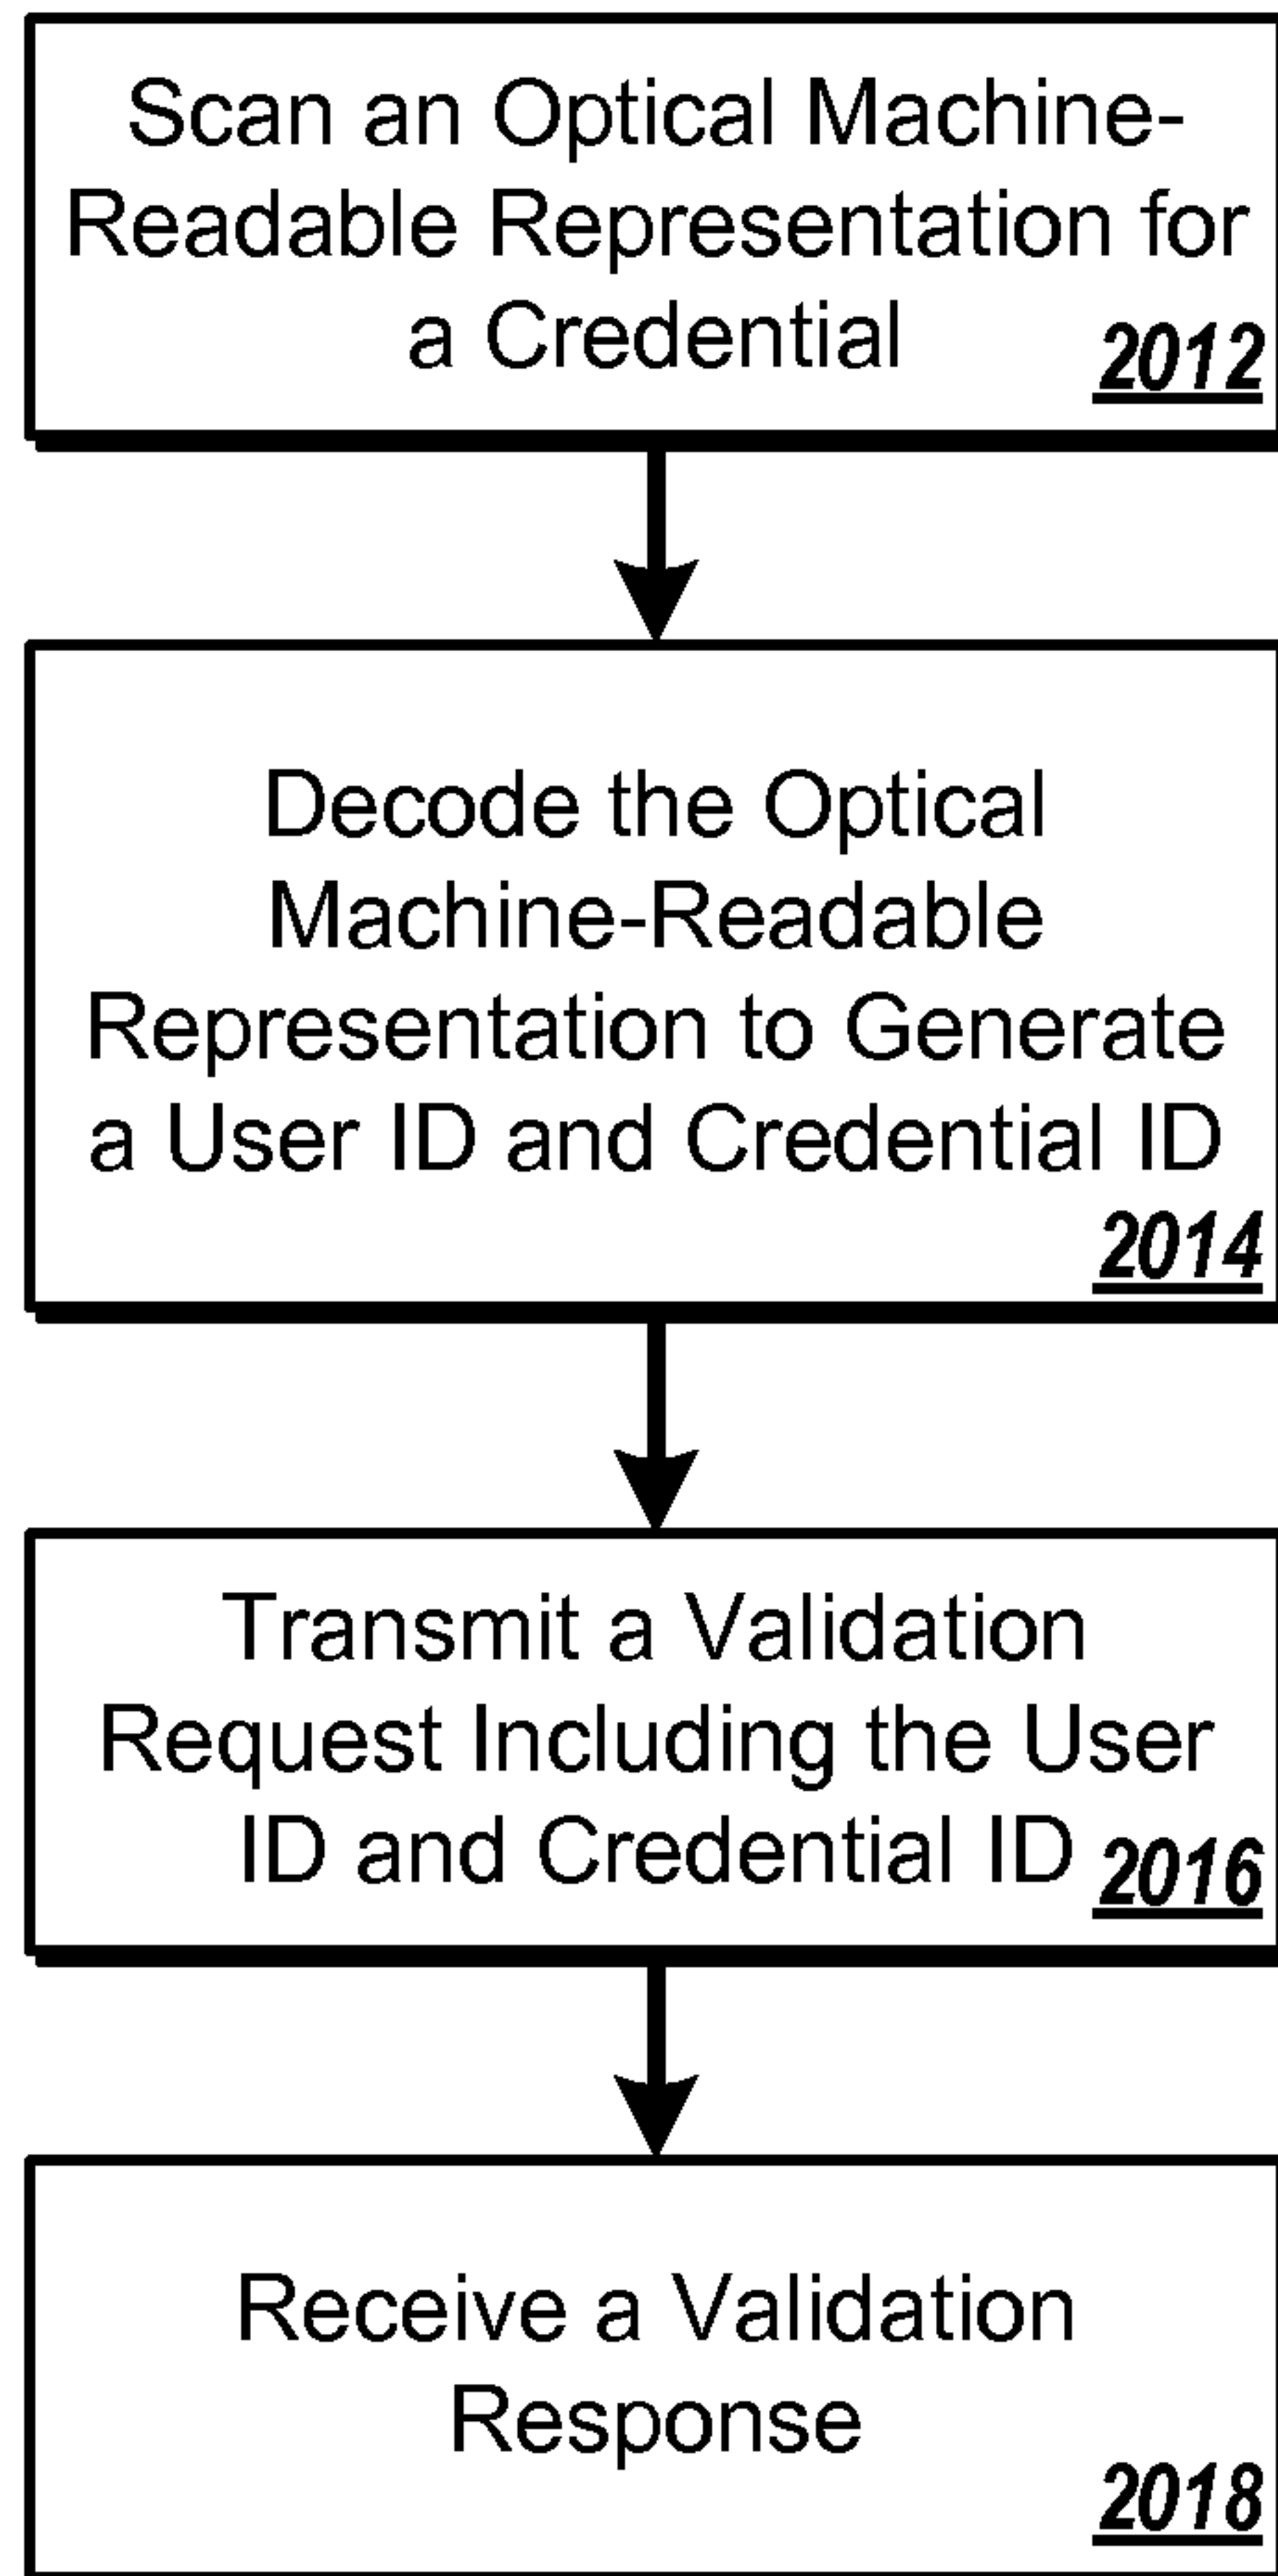 Scan an Optical Machine-
Readable Representation for
a Credential
2012
Decode the Optical
Machine-Readable
Representation to Generate
a User ID and Credential ID
2014
Transmit a Validation
Request Including the User
ID and Credential ID
2016
Receive a Validation
Response
2018